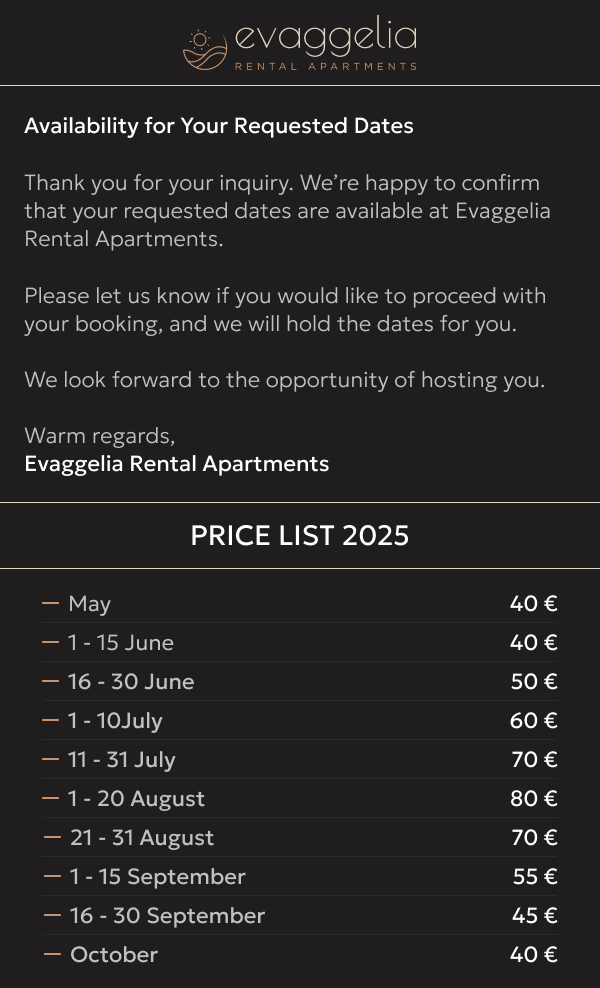 evaggelia
RENTAL APARTMENTS
Availability for Your Requested Dates
Thank you for your inquiry. We’re happy to confirm
that your requested dates are available at Evaggelia
Rental Apartments.
Please let us know if you would like to proceed with
your booking, and we will hold the dates for you.
We look forward to the opportunity of hosting you.
Warm regards,
Evaggelia Rental Apartments
PRICE LIST 2025
— May 40 €
— 1 - 15 June 40 €
— 16 - 30 June 50 €
— 1 - 10July 60 €
— 11 - 31 July 70 €
— 1 - 20 August 80 €
— 21 - 31 August 70 €
— 1 - 15 September 55 €
— 16 - 30 September 45 €
— October 40 €